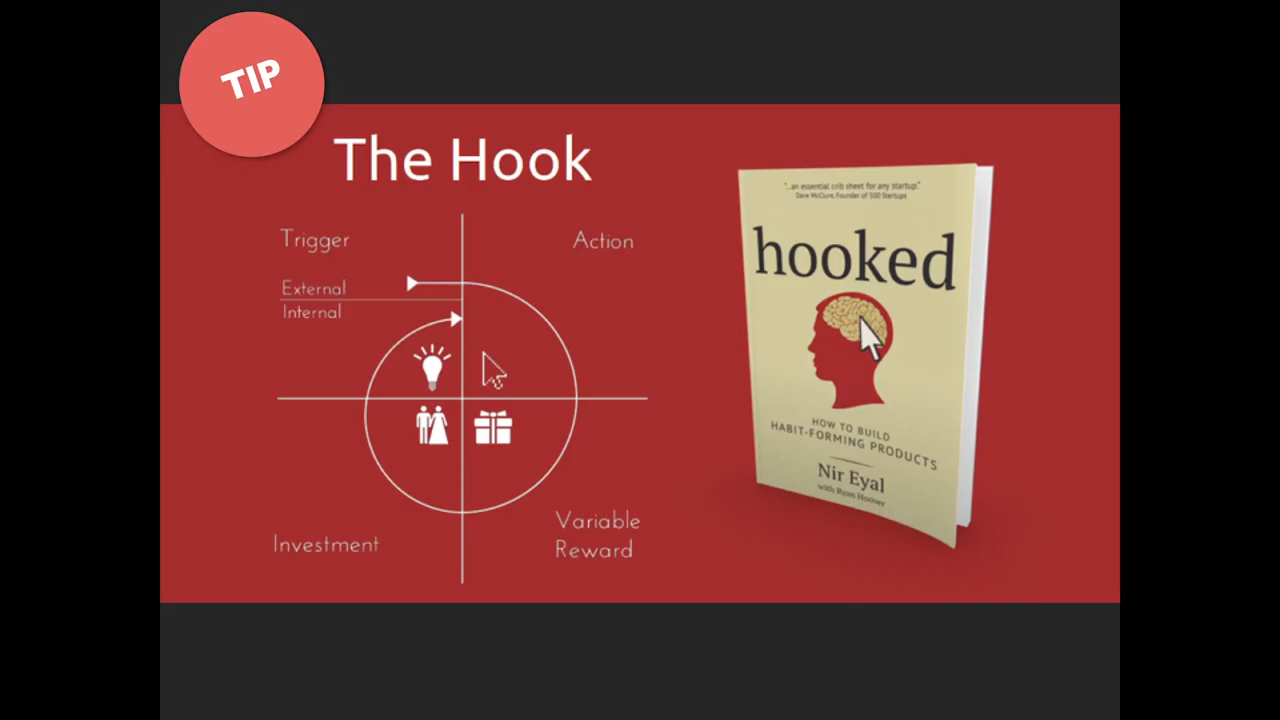 TIP
The Hook
Trigger
Action
External
Internal
Investment
Variable
Reward
"...an essential crib sheet for any startup."
Dave McClure, Founder of 500 Startups
hooked
HOW TO BUILD
HABIT-FORMING PRODUCTS
Nir Eyal
with Ryan Hoover